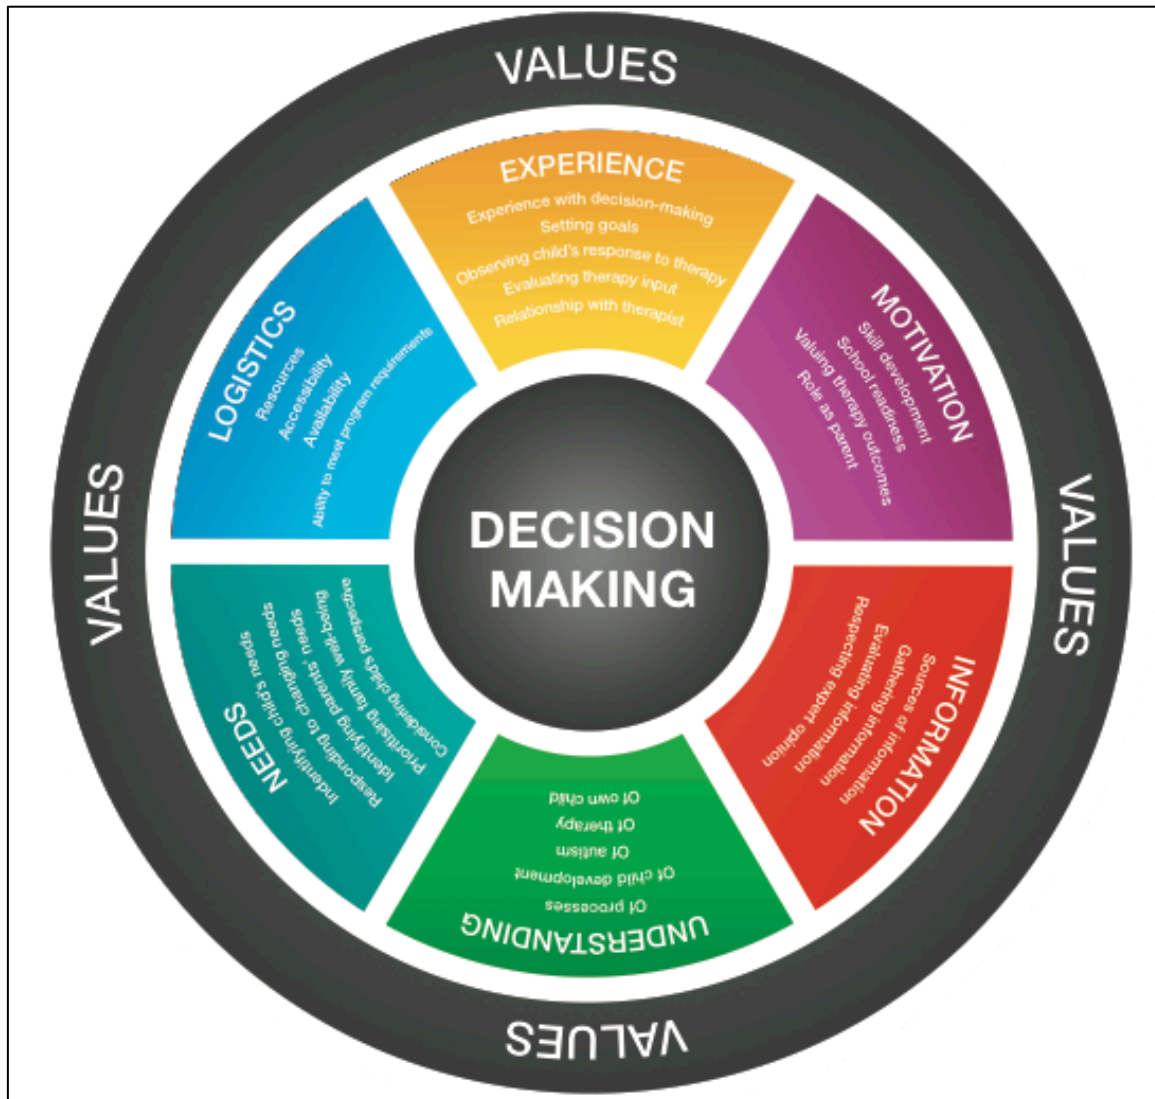 VALUES
EXPERIENCE
Experience with decision-making
Setting goals
Observing child's response to therapy
Evaluating therapy input
Relationship with therapist
MOTIVATION
Skill development
School readiness
Valuing therapy outcomes
Role as parent
VALUES
INFORMATION
Sources of information
Gathering information
Evaluating information
Respecting expert opinion
UNDERSTANDING
Of processes
Of child development
Of autism
Of therapy
Of own child
VALUES
NEEDS
Indentifying child's needs
Responding to changing needs
Identifying parents' needs
Prioritising family well-being
Considering child's perspective
VALUES
LOGISTICS
Resources
Accessibility
Availability
Ability to meet program requirements
DECISION
MAKING